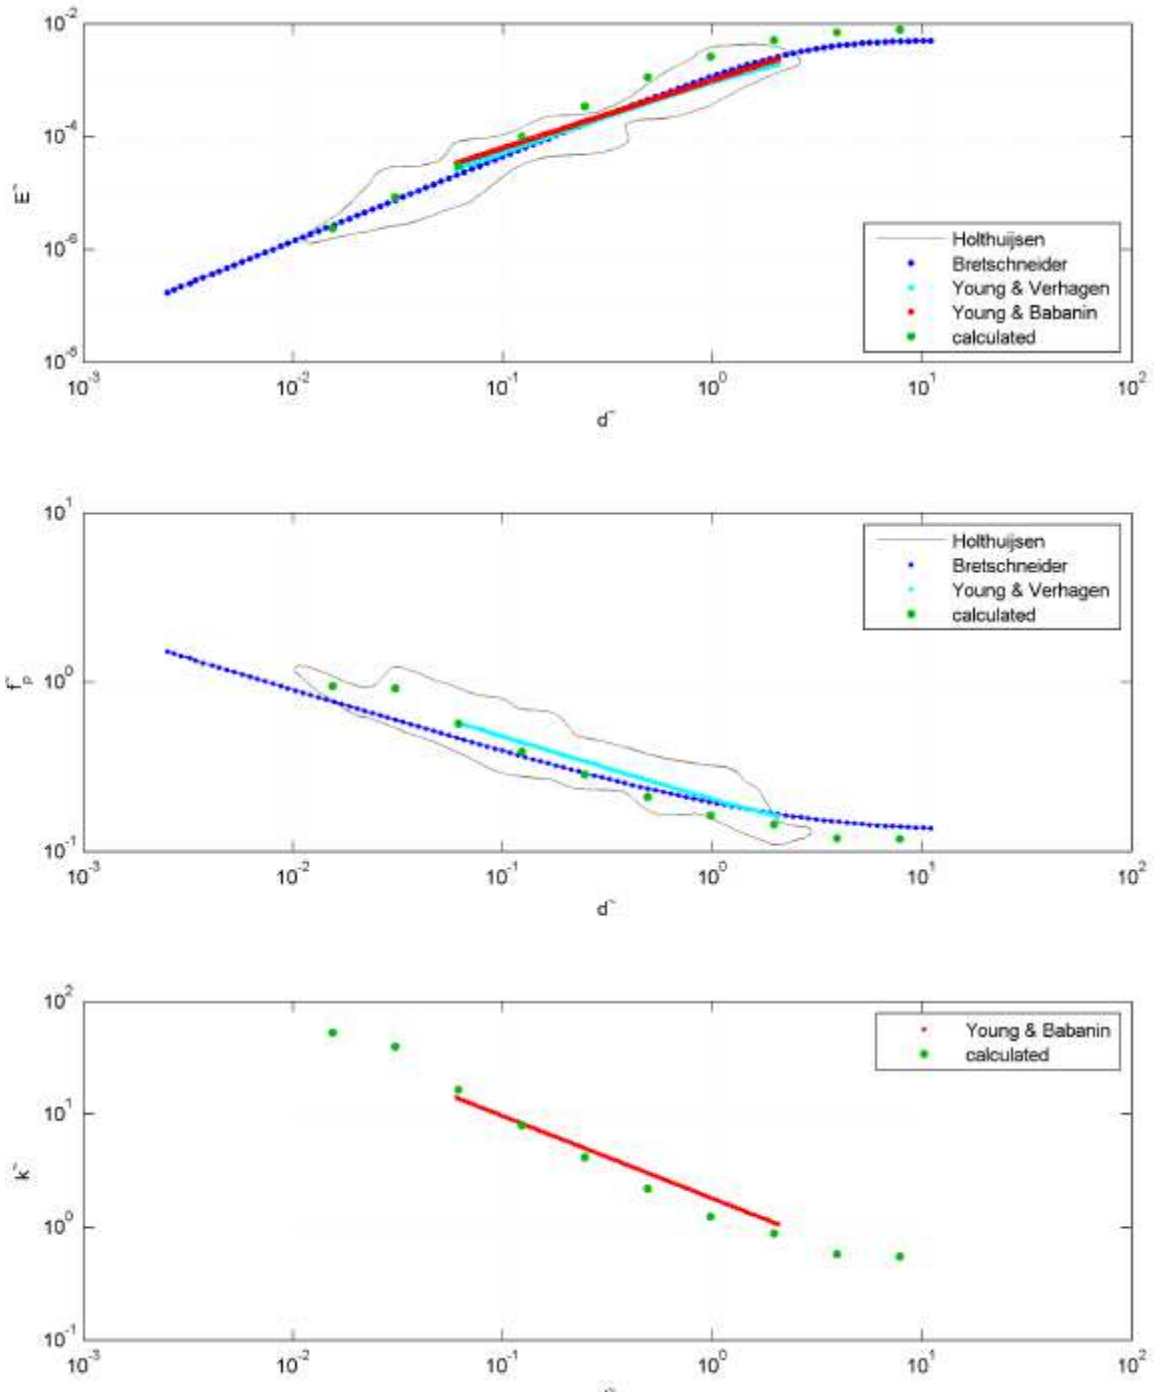 10⁻²
10⁻⁴
10⁻⁶
10⁻⁸
E~
Holthuijsen
Bretschneider
Young & Verhagen
Young & Babanin
calculated
10⁻³ 10⁻² 10⁻¹ 10⁰ 10¹ 10²
d~
10¹
10⁰
10⁻¹
f~p
Holthuijsen
Bretschneider
Young & Verhagen
calculated
10⁻³ 10⁻² 10⁻¹ 10⁰ 10¹ 10²
d~
10²
10¹
10⁰
10⁻¹
k~
Young & Babanin
calculated
10⁻³ 10⁻² 10⁻¹ 10⁰ 10¹ 10²